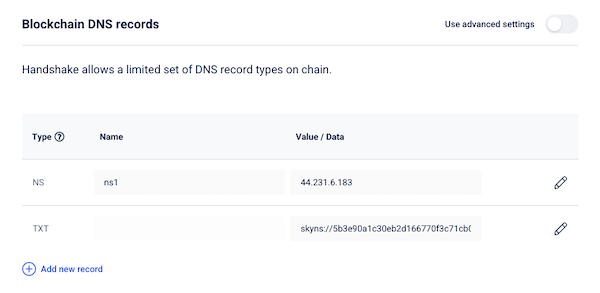 Blockchain DNS records
Use advanced settings
Handshake allows a limited set of DNS record types on chain.
Type ? Name Value / Data
NS ns1 44.231.6.183
TXT skyns://5b3e90a1c30eb2d166770f3c71cb(
Add new record